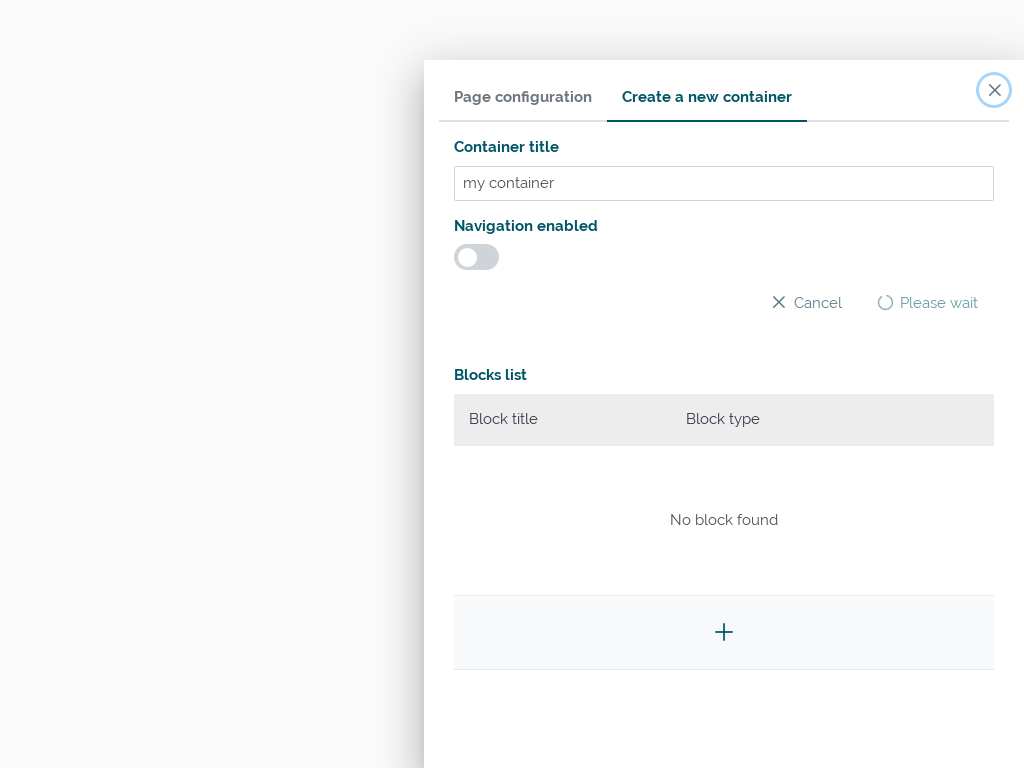 Page configuration
Create a new container
Container title
my container
Navigation enabled
Cancel
Please wait
Blocks list
Block title
Block type
No block found